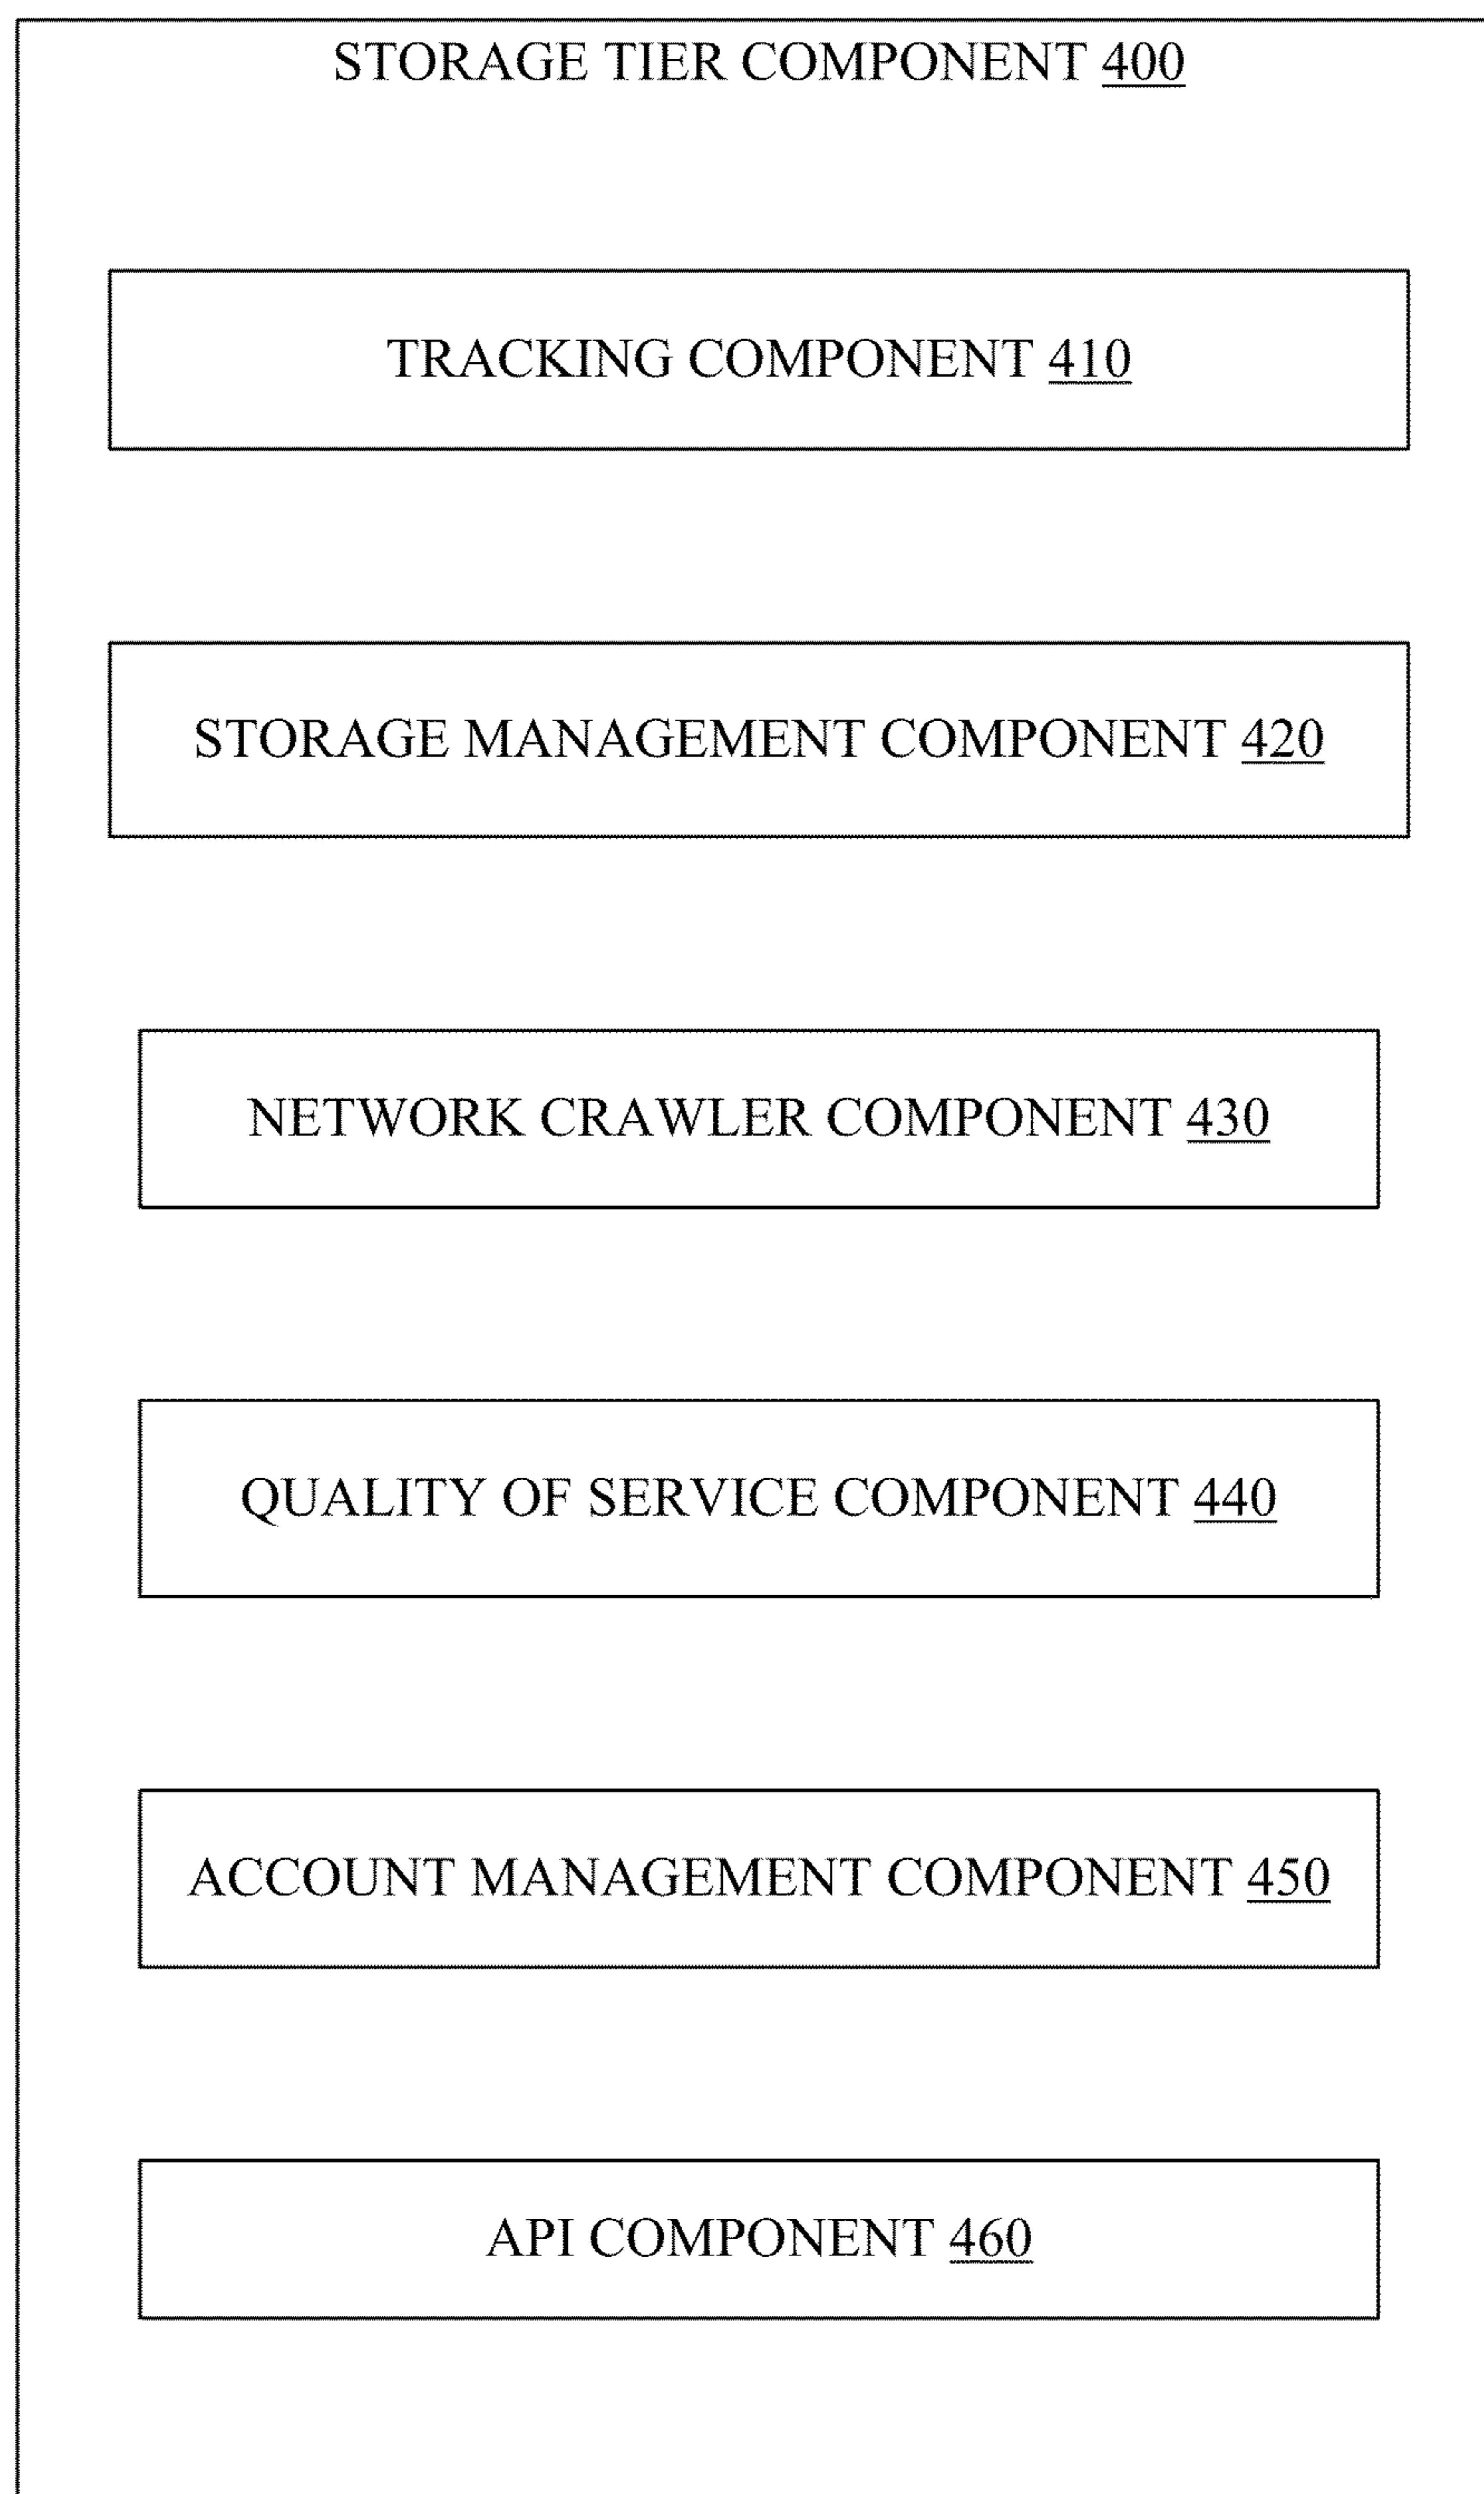 STORAGE TIER COMPONENT 400
TRACKING COMPONENT 410
STORAGE MANAGEMENT COMPONENT 420
NETWORK CRAWLER COMPONENT 430
QUALITY OF SERVICE COMPONENT 440
ACCOUNT MANAGEMENT COMPONENT 450
API COMPONENT 460